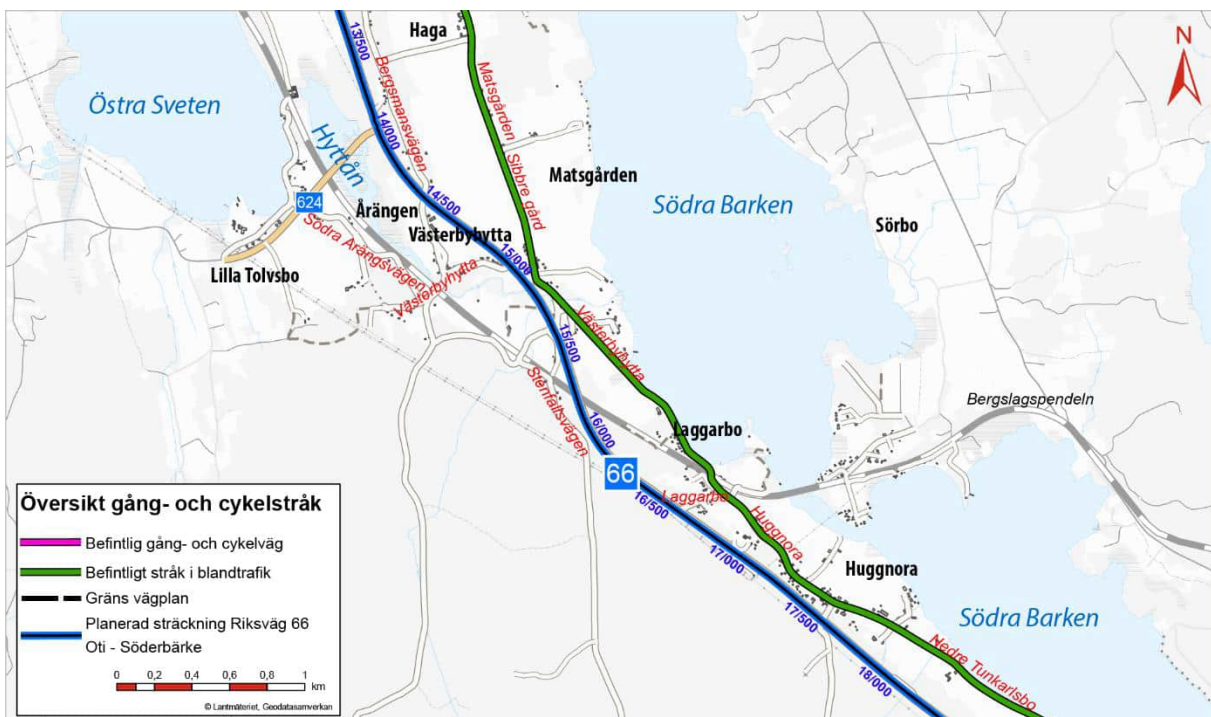 Haga
13/500
Bergsmansvägen
Matsgården
Östra Sveten
Hyttån
14/000
Sibbre gård
Matsgården
Södra Barken
N
624
Årängen
14/500
Västerbyhytta
15/000
Sörbo
Lilla Tolvsbo
Södra Arängsvägen
Västerbyhytta
15/500
Västerbyhytta
Stenfallsvägen
16/000
Laggarbo
Bergslagspendeln
66
16/500
Laggarbo
Huggnora
17/000
Huggnora
17/500
Södra Barken
Nedre Tunkarlsbo
18/000
Översikt gång- och cykelstråk
Befintlig gång- och cykelväg
Befintligt stråk i blandtrafik
Gräns vägplan
Planerad sträckning Riksväg 66
Oti - Söderbärke
0 0,2 0,4 0,6 0,8 1
km
© Lantmäteriet, Geodatasamverkan